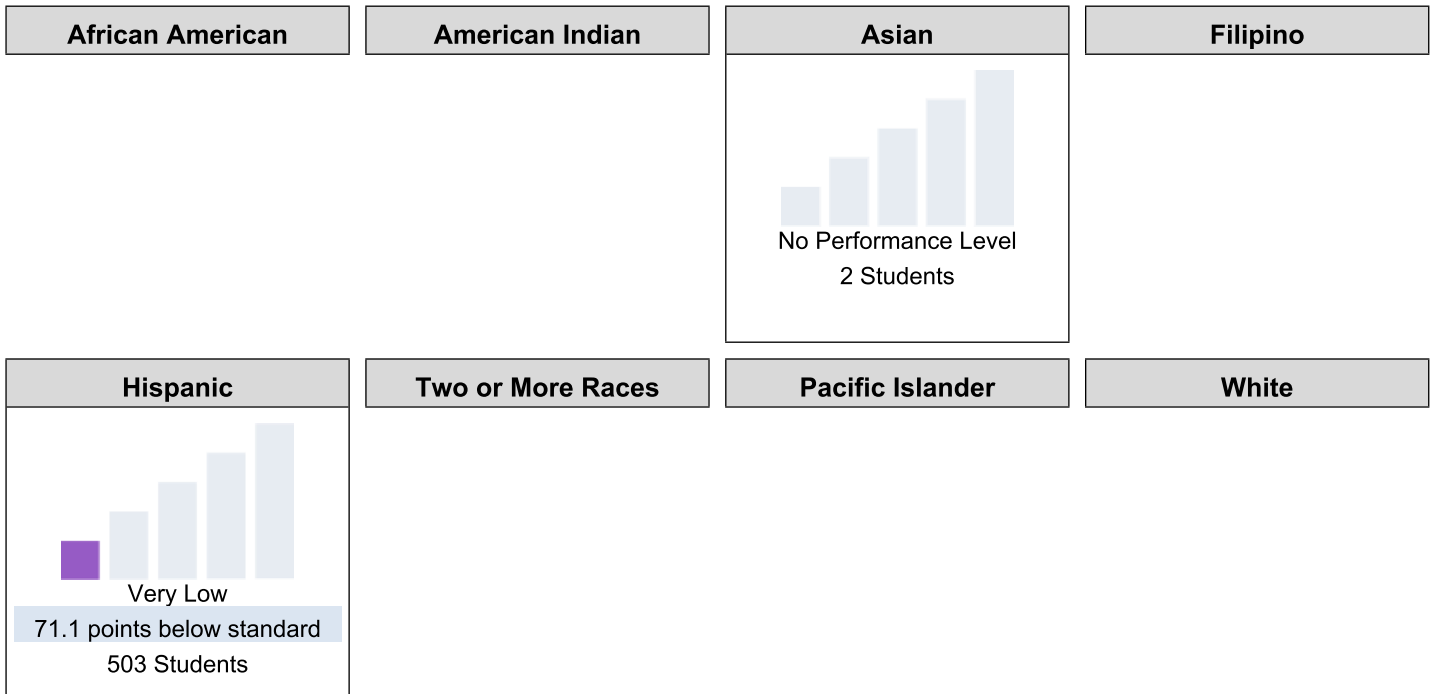 African American
American Indian
Asian
Filipino
No Performance Level
2 Students
Hispanic
Two or More Races
Pacific Islander
White
Very Low
71.1 points below standard
503 Students